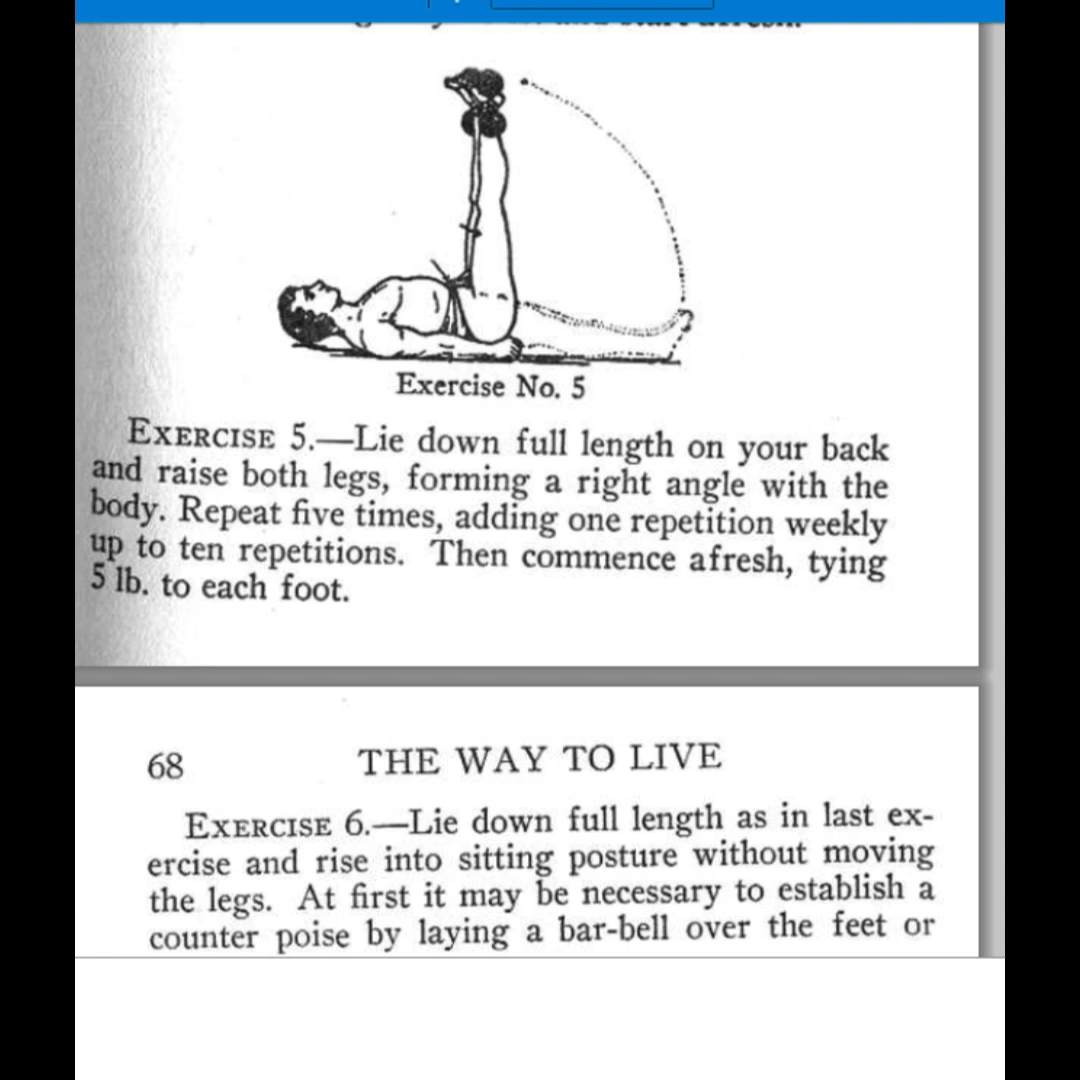 Exercise No. 5
EXERCISE 5.—Lie down full length on your back
and raise both legs, forming a right angle with the
body. Repeat five times, adding one repetition weekly
up to ten repetitions. Then commence afresh, tying
5 lb. to each foot.
68 THE WAY TO LIVE
EXERCISE 6.—Lie down full length as in last ex-
ercise and rise into sitting posture without moving
the legs. At first it may be necessary to establish a
counter poise by laying a bar-bell over the feet or